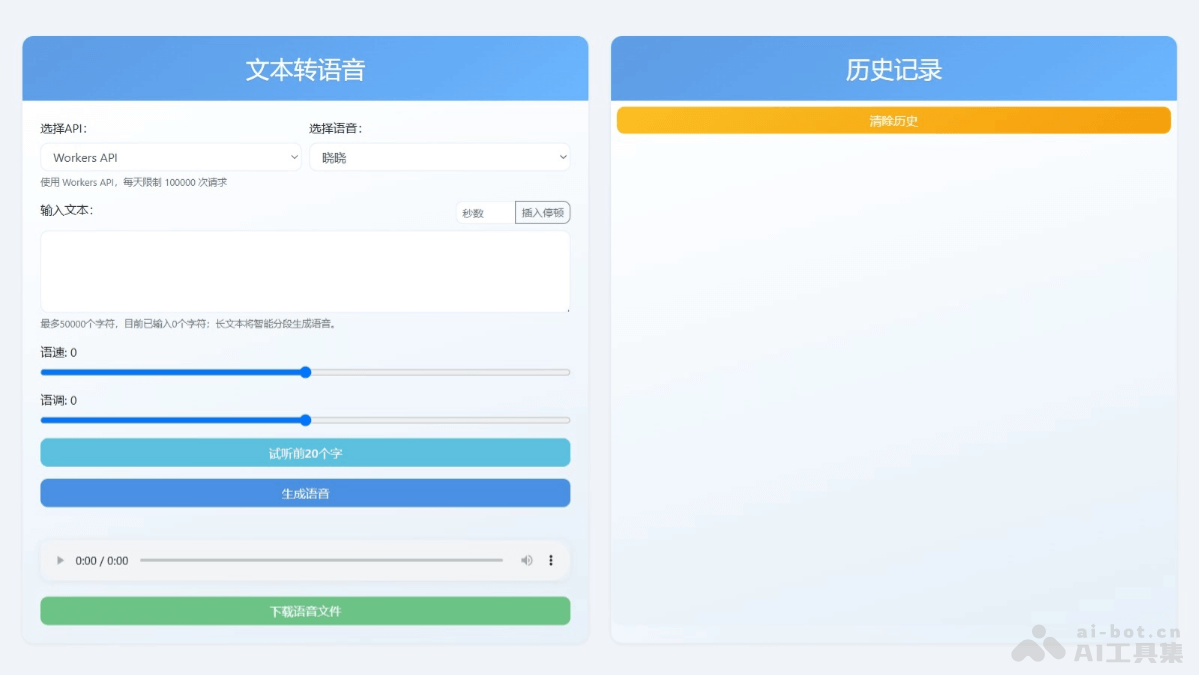 文本转语音
选择API：
选择语音：
Workers API
晓晓
使用 Workers API，每天限制 100000 次请求
输入文本：
秒数
插入停顿
最多50000个字符，目前已输入0个字符；长文本将智能分段生成语音。
语速: 0
语调: 0
试听前20个字
生成语音
0:00 / 0:00
下载语音文件
历史记录
清除历史
ai-bot.cn
AI工具集